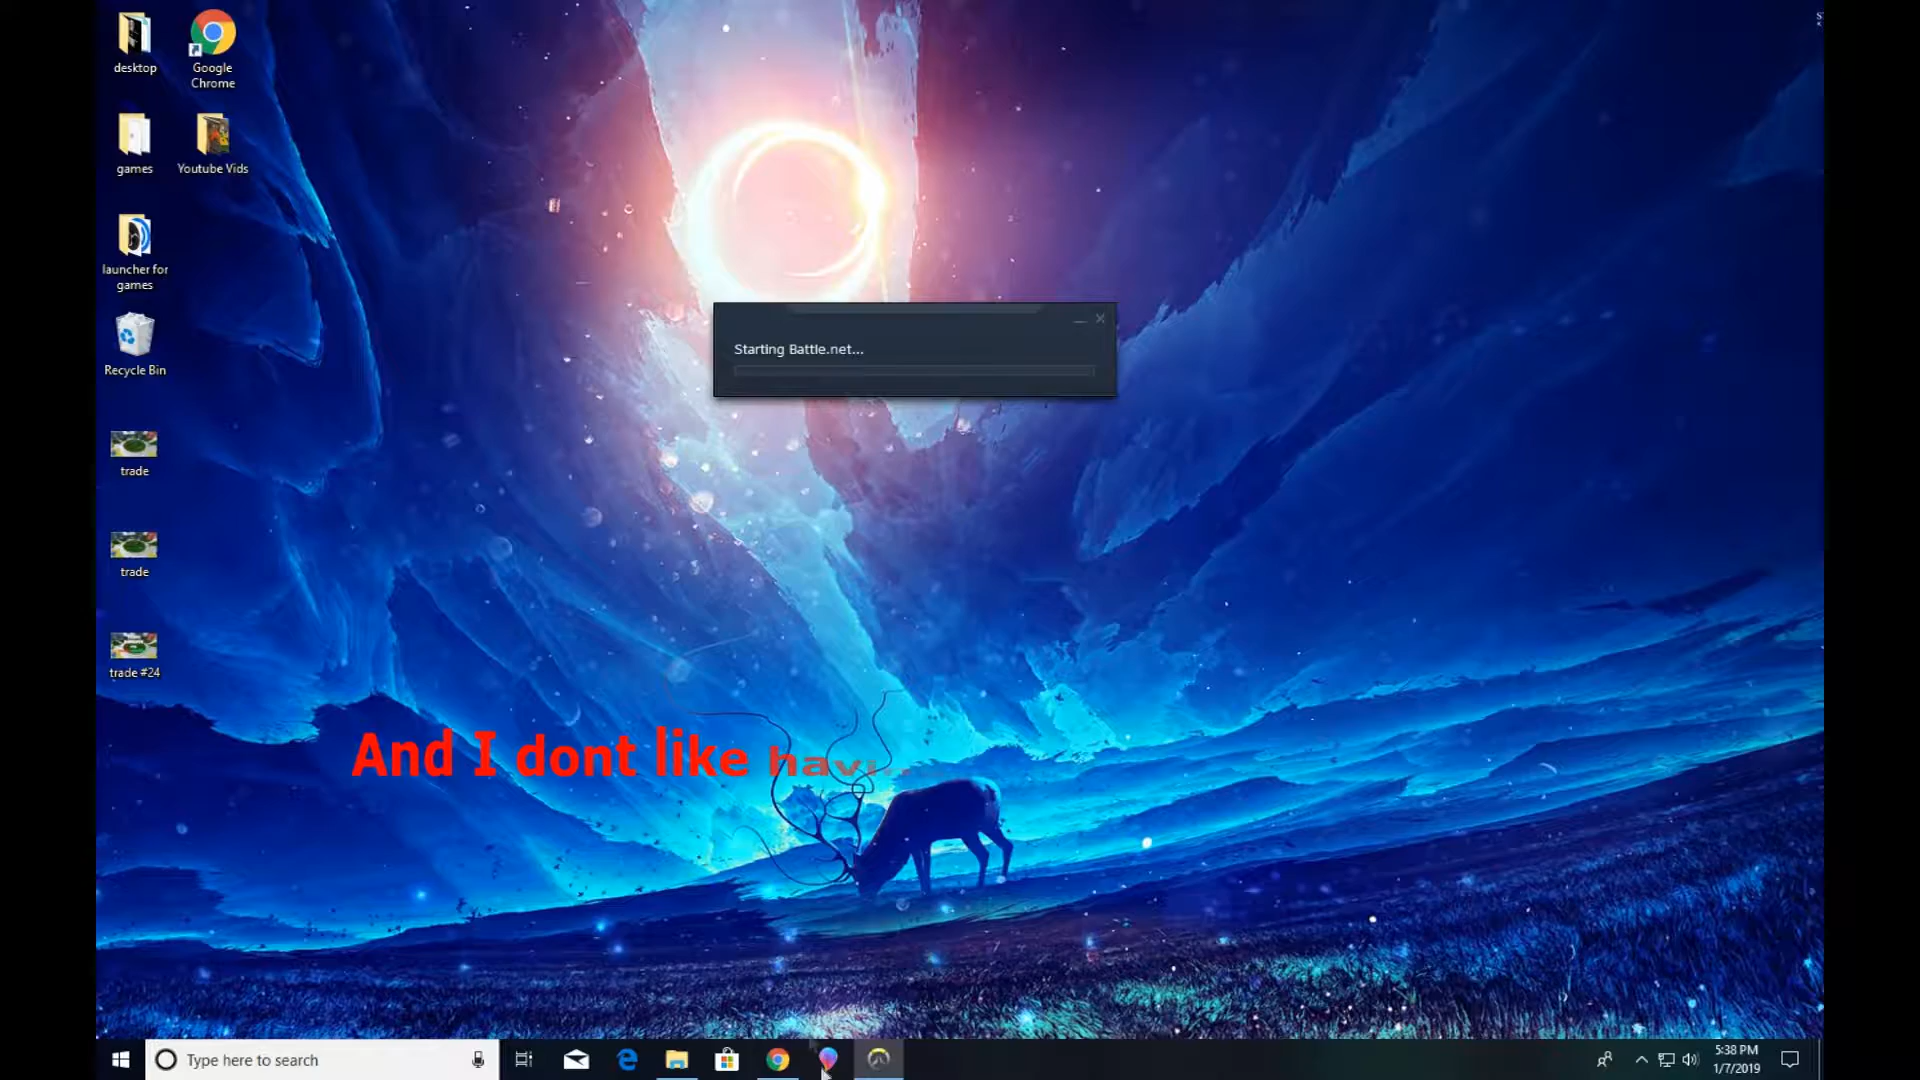 desktop
Google
Chrome
games
Youtube Vids
launcher for
games
Recycle Bin
Starting Battle.net...
trade
trade
trade #24
And I dont like havi...
Type here to search
5:38 PM
1/7/2019